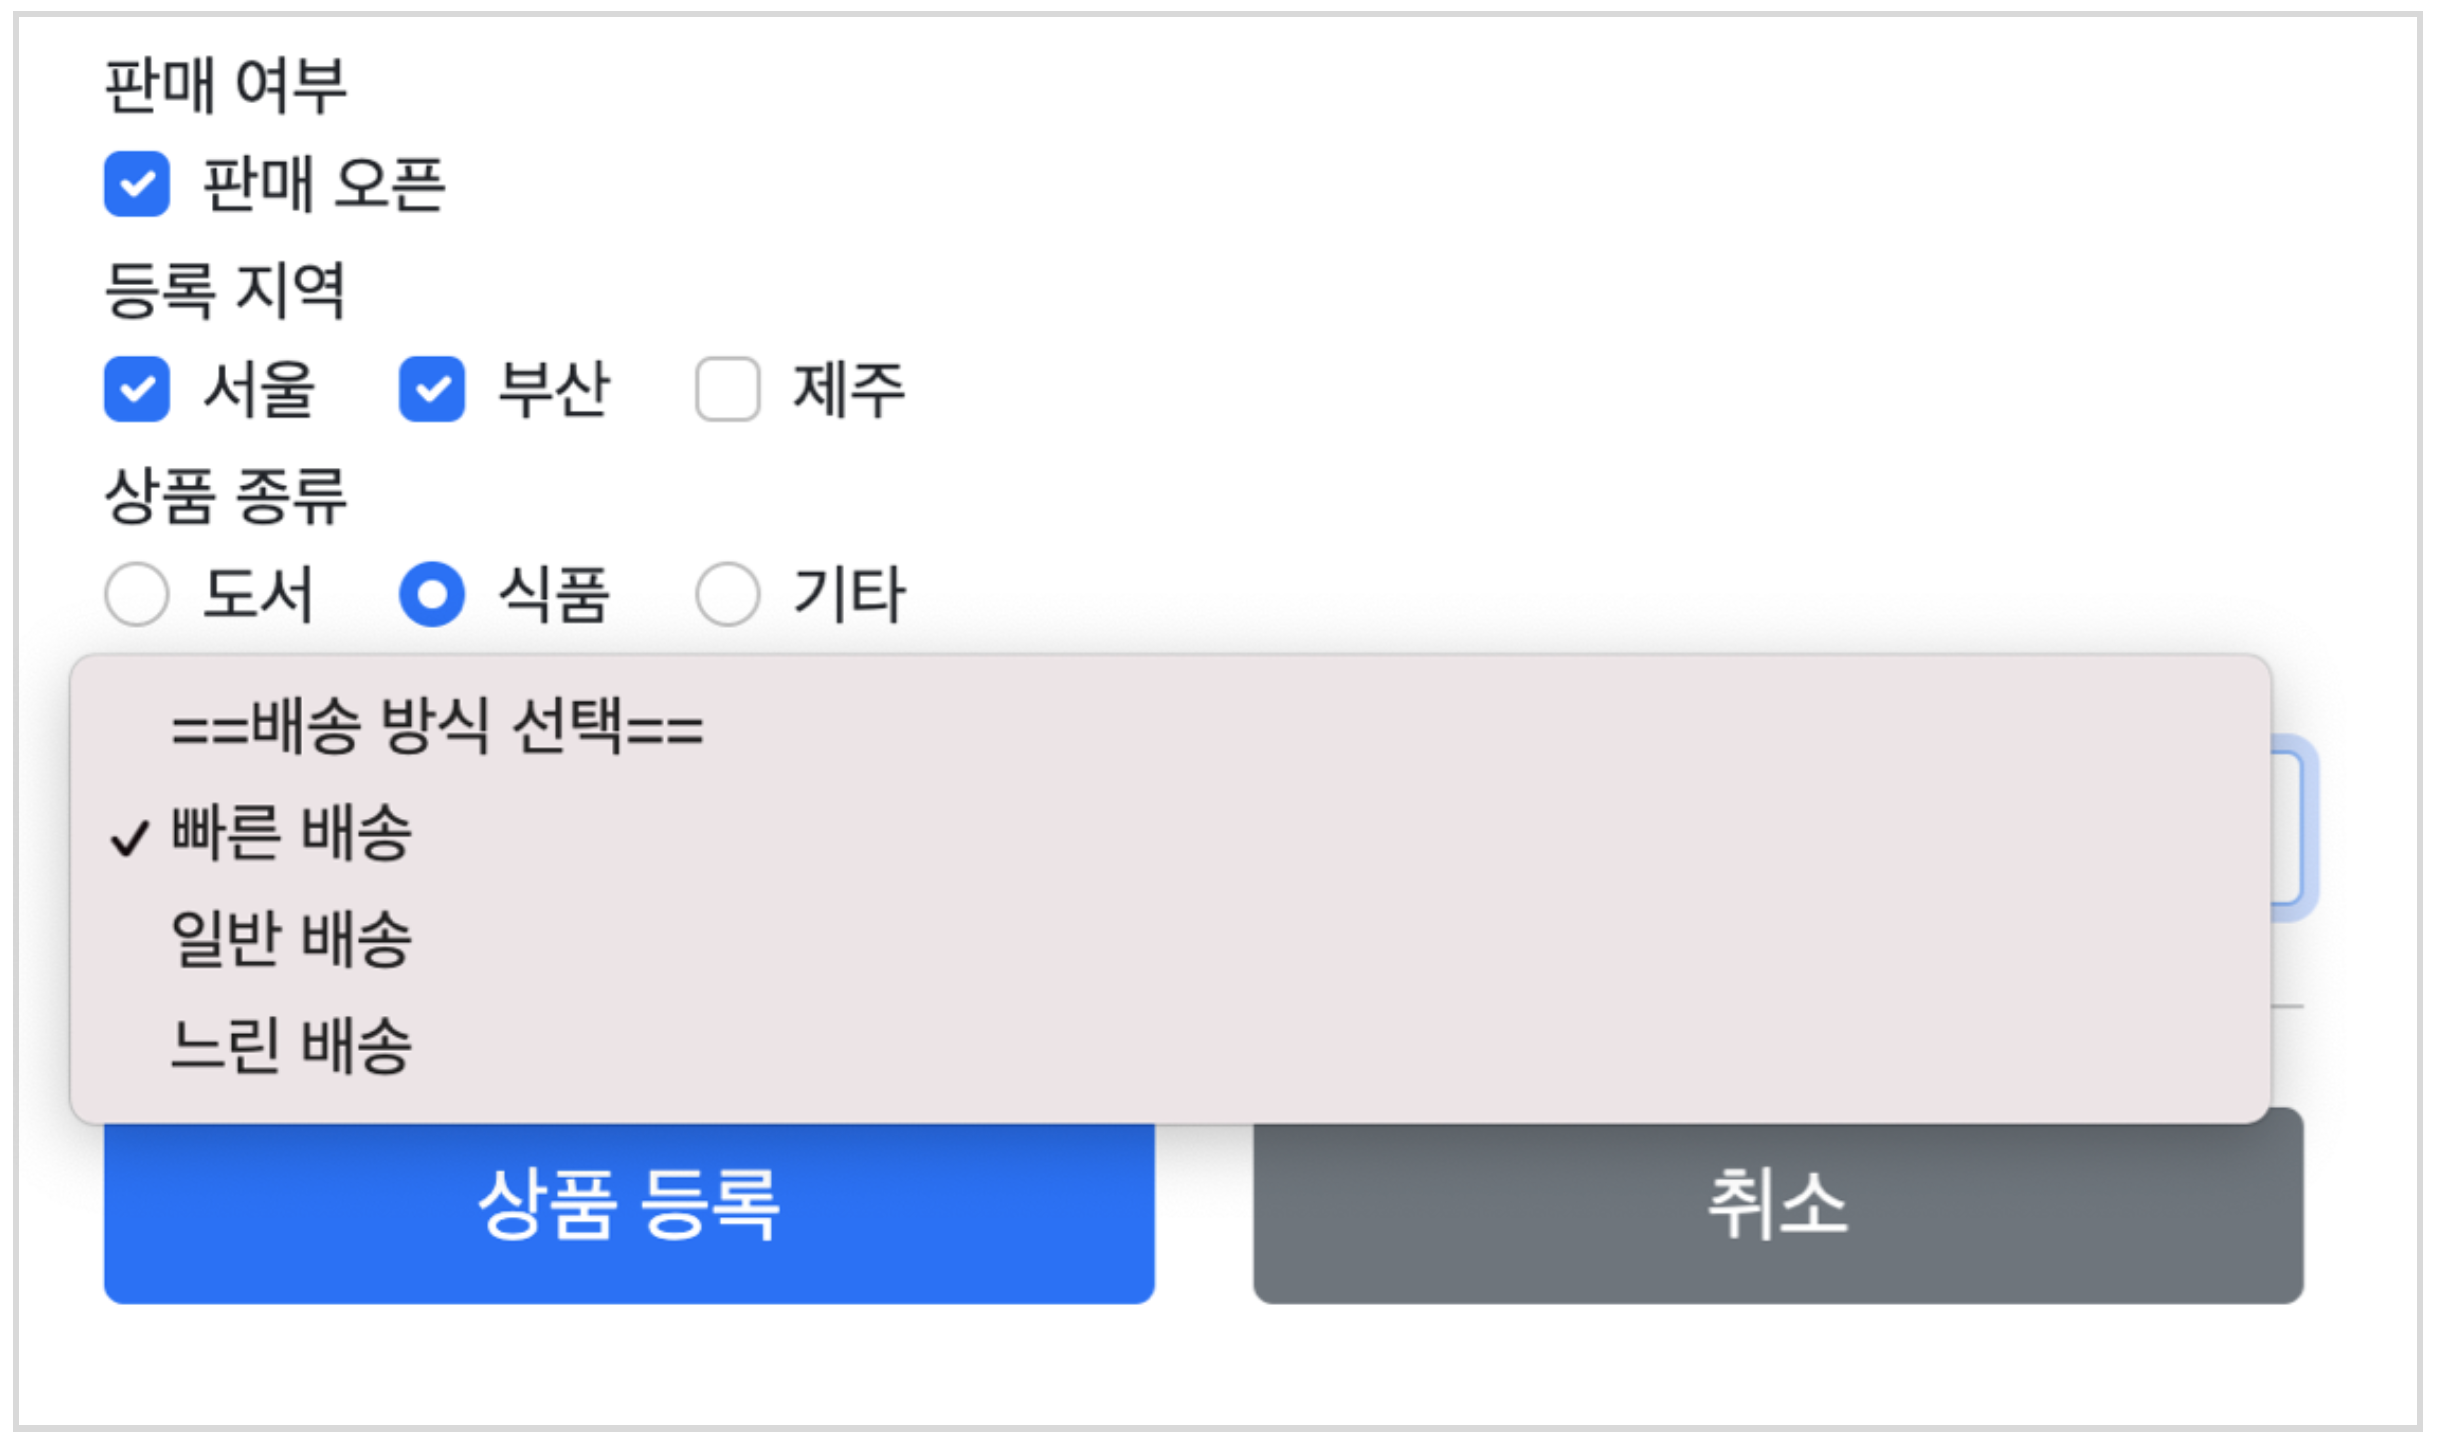 판매 여부
판매 오픈
등록 지역
서울 부산 제주
상품 종류
도서 식품 기타
==배송 방식 선택==
빠른 배송
일반 배송
느린 배송
상품 등록 취소